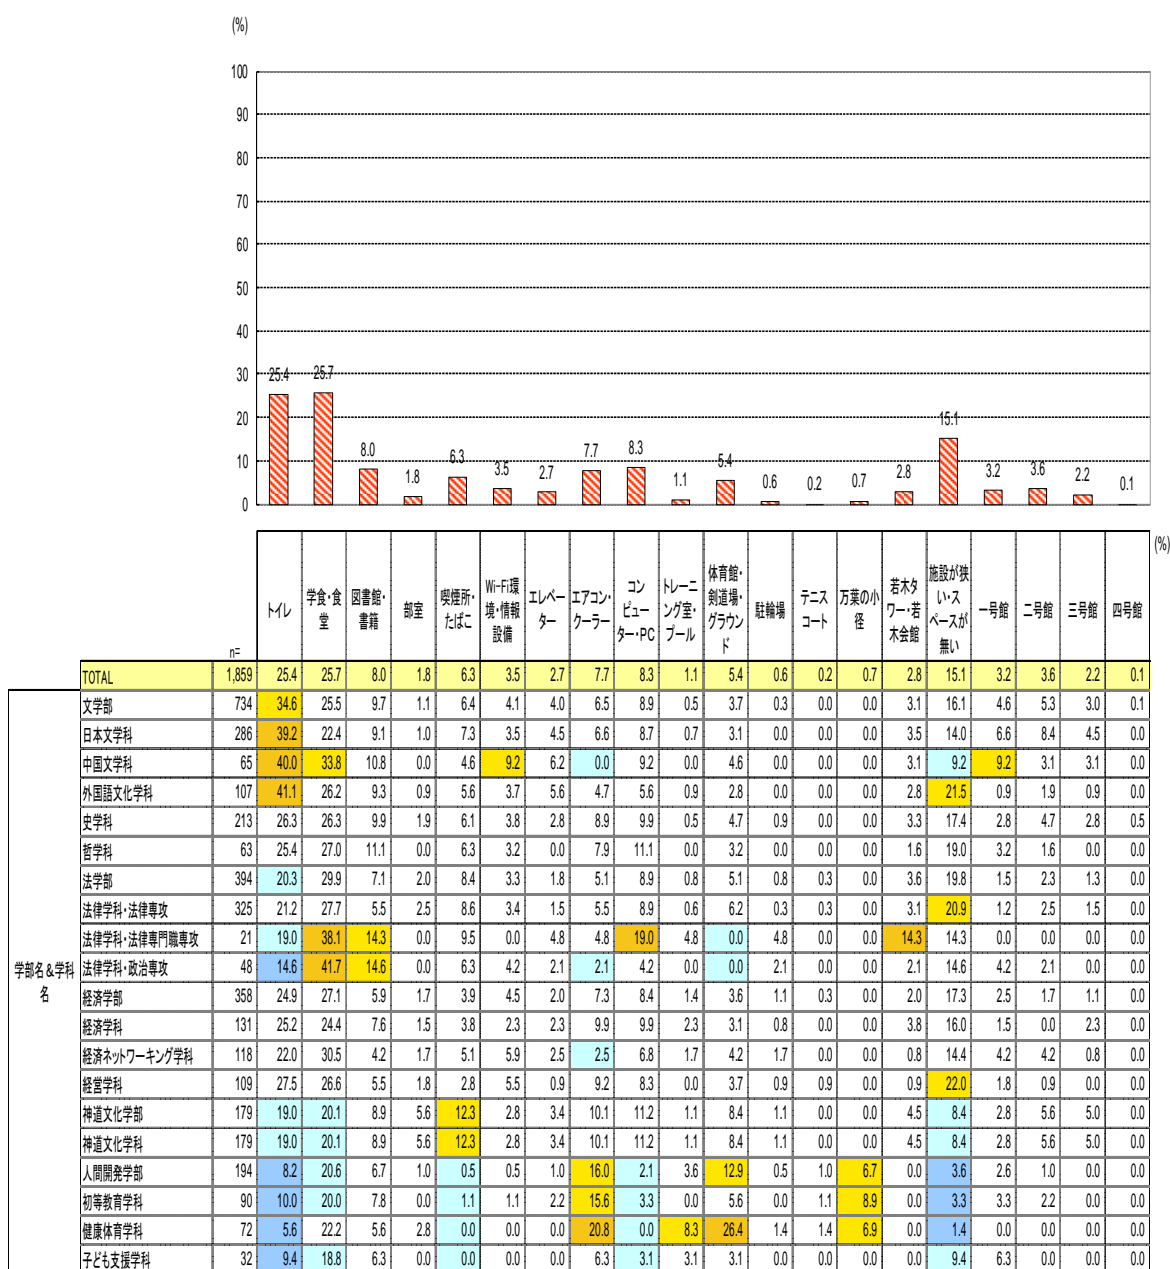 (%)
100
90
80
70
60
50
40
30
20
10
0
25.4 25.7 8.0 1.8 6.3 3.5 2.7 7.7 8.3 1.1 5.4 0.6 0.2 0.7 2.8 15.1 3.2 3.6 2.2 0.1
(%)
n=
トイレ
学食・食堂
図書館・書籍
部室
喫煙所・たばこ
Wi-Fi環境・情報設備
エレベーター
エアコン・クーラー
コンピューター・PC
トレーニング室・プール
体育館・剣道場・グラウンド
駐輪場
テニスコート
万葉の小径
若木タワー・若木会館
施設が狭い・スペースが無い
一号館
二号館
三号館
四号館
TOTAL 1,859 25.4 25.7 8.0 1.8 6.3 3.5 2.7 7.7 8.3 1.1 5.4 0.6 0.2 0.7 2.8 15.1 3.2 3.6 2.2 0.1
学部名&学科名
文学部 734 34.6 25.5 9.7 1.1 6.4 4.1 4.0 6.5 8.9 0.5 3.7 0.3 0.0 0.0 3.1 16.1 4.6 5.3 3.0 0.1
日本文学科 286 39.2 22.4 9.1 1.0 7.3 3.5 4.5 6.6 8.7 0.7 3.1 0.0 0.0 0.0 3.5 14.0 6.6 8.4 4.5 0.0
中国文学科 65 40.0 33.8 10.8 0.0 4.6 9.2 6.2 0.0 9.2 0.0 4.6 0.0 0.0 0.0 3.1 9.2 9.2 3.1 3.1 0.0
外国語文化学科 107 41.1 26.2 9.3 0.9 5.6 3.7 5.6 4.7 5.6 0.9 2.8 0.0 0.0 0.0 2.8 21.5 0.9 1.9 0.9 0.0
史学科 213 26.3 26.3 9.9 1.9 6.1 3.8 2.8 8.9 9.9 0.5 4.7 0.9 0.0 0.0 3.3 17.4 2.8 4.7 2.8 0.5
哲学科 63 25.4 27.0 11.1 0.0 6.3 3.2 0.0 7.9 11.1 0.0 3.2 0.0 0.0 0.0 1.6 19.0 3.2 1.6 0.0 0.0
法学部 394 20.3 29.9 7.1 2.0 8.4 3.3 1.8 5.1 8.9 0.8 5.1 0.8 0.3 0.0 3.6 19.8 1.5 2.3 1.3 0.0
法律学科・法律専攻 325 21.2 27.7 5.5 2.5 8.6 3.4 1.5 5.5 8.9 0.6 6.2 0.3 0.3 0.0 3.1 20.9 1.2 2.5 1.5 0.0
法律学科・法律専門職専攻 21 19.0 38.1 14.3 0.0 9.5 0.0 4.8 4.8 19.0 4.8 0.0 4.8 0.0 0.0 14.3 14.3 0.0 0.0 0.0 0.0
法律学科・政治専攻 48 14.6 41.7 14.6 0.0 6.3 4.2 2.1 2.1 4.2 0.0 0.0 2.1 0.0 0.0 2.1 14.6 4.2 2.1 0.0 0.0
経済学部 358 24.9 27.1 5.9 1.7 3.9 4.5 2.0 7.3 8.4 1.4 3.6 1.1 0.3 0.0 2.0 17.3 2.5 1.7 1.1 0.0
経済学科 131 25.2 24.4 7.6 1.5 3.8 2.3 2.3 9.9 9.9 2.3 3.1 0.8 0.0 0.0 3.8 16.0 1.5 0.0 2.3 0.0
経済ネットワーキング学科 118 22.0 30.5 4.2 1.7 5.1 5.9 2.5 2.5 6.8 1.7 4.2 1.7 0.0 0.0 0.8 14.4 4.2 4.2 0.8 0.0
経営学科 109 27.5 26.6 5.5 1.8 2.8 5.5 0.9 9.2 8.3 0.0 3.7 0.9 0.9 0.0 0.9 22.0 1.8 0.9 0.0 0.0
神道文化学部 179 19.0 20.1 8.9 5.6 12.3 2.8 3.4 10.1 11.2 1.1 8.4 1.1 0.0 0.0 4.5 8.4 2.8 5.6 5.0 0.0
神道文化学科 179 19.0 20.1 8.9 5.6 12.3 2.8 3.4 10.1 11.2 1.1 8.4 1.1 0.0 0.0 4.5 8.4 2.8 5.6 5.0 0.0
人間開発学部 194 8.2 20.6 6.7 1.0 0.5 0.5 1.0 16.0 2.1 3.6 12.9 0.5 1.0 6.7 0.0 3.6 2.6 1.0 0.0 0.0
初等教育学科 90 10.0 20.0 7.8 0.0 1.1 1.1 2.2 15.6 3.3 0.0 5.6 0.0 1.1 8.9 0.0 3.3 3.3 2.2 0.0 0.0
健康体育学科 72 5.6 22.2 5.6 2.8 0.0 0.0 0.0 20.8 0.0 8.3 26.4 1.4 1.4 6.9 0.0 1.4 0.0 0.0 0.0 0.0
子ども支援学科 32 9.4 18.8 6.3 0.0 0.0 0.0 0.0 6.3 3.1 3.1 3.1 0.0 0.0 0.0 0.0 9.4 6.3 0.0 0.0 0.0